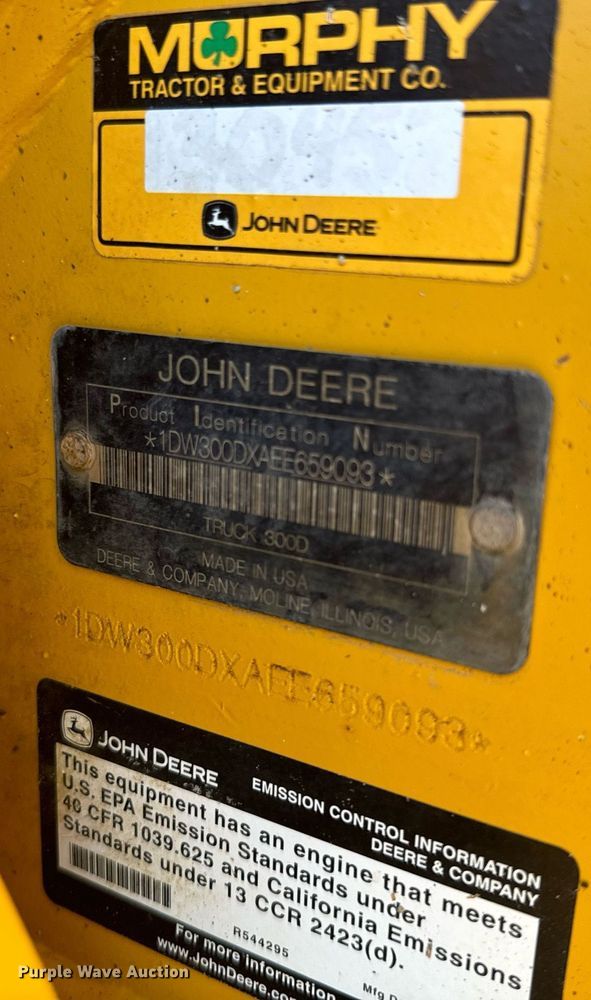 MURPHY
TRACTOR & EQUIPMENT CO.
JOHN DEERE
JOHN DEERE
Product Identification Number
*1DW300DXAEE659093*
TRUCK 300D
MADE IN USA
DEERE & COMPANY, MOLINE, ILLINOIS, USA
*1DW300DXAEE659093*
JOHN DEERE
EMISSION CONTROL INFORMATION
DEERE & COMPANY
This equipment has an engine that meets
U.S. EPA Emission Standards under
40 CFR 1039.625 and California Emissions
Standards under 13 CCR 2423(d).
R544295
For more information
www.JohnDeere.com
Mfg D
Purple Wave Auction